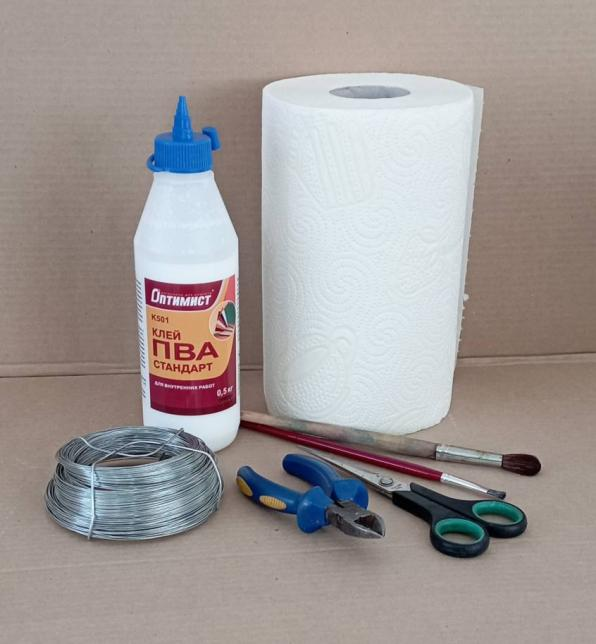 ОПТИМИСТ
К501
КЛЕЙ
ПВА
СТАНДАРТ
ДЛЯ ВНУТРЕННИХ РАБОТ
0,5 кг